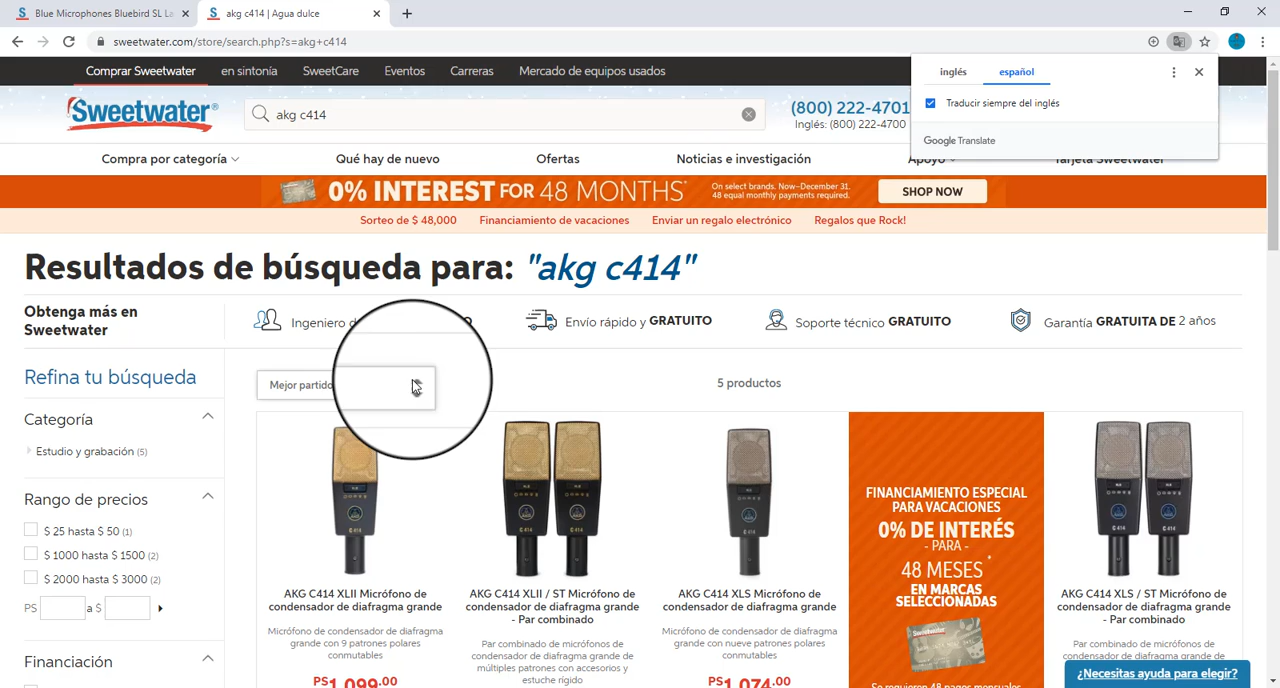 Blue Microphones Bluebird SL La
akg c414 | Agua dulce
sweetwater.com/store/search.php?s=akg+c414
Comprar Sweetwater
en sintonía
SweetCare
Eventos
Carreras
Mercado de equipos usados
inglés
español
Traducir siempre del inglés
Google Translate
Sweetwater®
akg c414
(800) 222-4701
Inglés: (800) 222-4700
Compra por categoría
Qué hay de nuevo
Ofertas
Noticias e investigación
Apoyo
Tarjeta Sweetwater
0% INTEREST FOR 48 MONTHS*
On select brands. Now–December 31.
48 equal monthly payments required.
SHOP NOW
Sorteo de $ 48,000
Financiamiento de vacaciones
Enviar un regalo electrónico
Regalos que Rock!
Resultados de búsqueda para: "akg c414"
Obtenga más en
Sweetwater
Ingeniero d
Envío rápido y GRATUITO
Soporte técnico GRATUITO
Garantía GRATUITA DE 2 años
Refina tu búsqueda
Mejor partido
5 productos
Categoría
Estudio y grabación (5)
Rango de precios
$ 25 hasta $ 50 (1)
$ 1000 hasta $ 1500 (2)
$ 2000 hasta $ 3000 (2)
PS
a $
Financiación
AKG C414 XLII Micrófono de
condensador de diafragma grande
Micrófono de condensador de diafragma
grande con 9 patrones polares
conmutables
PS1,099.00
AKG C414 XLII / ST Micrófono de
condensador de diafragma grande
- Par combinado
Par combinado de micrófonos de
condensador de diafragma grande de
múltiples patrones con accesorios y
estuche rígido
AKG C414 XLS Micrófono de
condensador de diafragma grande
Micrófono de condensador de diafragma
grande con nueve patrones polares
conmutables
PS1,074.00
FINANCIAMIENTO ESPECIAL
PARA VACACIONES
0% DE INTERÉS
- PARA -
48 MESES*
EN MARCAS
SELECCIONADAS
Sweetwater
Se requieren 48 pagos mensuales
AKG C414 XLS / ST Micrófono de
condensador de diafragma grande
- Par combinado
Par combinado de micrófonos de
condensador de diafragma grande de
¿Necesitas ayuda para elegir?